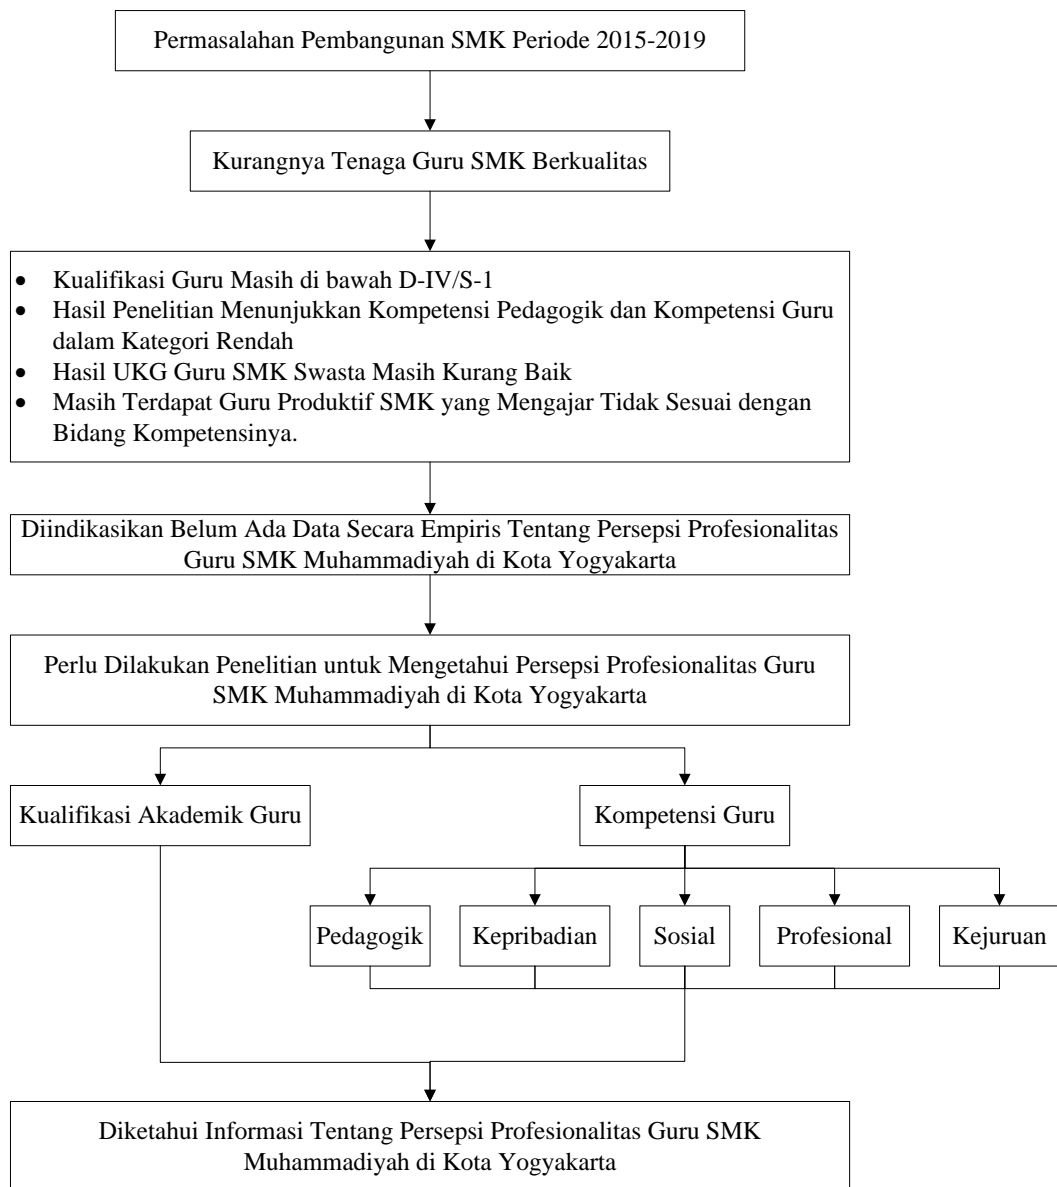 Permasalahan Pembangunan SMK Periode 2015-2019
Kurangnya Tenaga Guru SMK Berkualitas
• Kualifikasi Guru Masih di bawah D-IV/S-1
• Hasil Penelitian Menunjukkan Kompetensi Pedagogik dan Kompetensi Guru
dalam Kategori Rendah
• Hasil UKG Guru SMK Swasta Masih Kurang Baik
• Masih Terdapat Guru Produktif SMK yang Mengajar Tidak Sesuai dengan
Bidang Kompetensinya.
Diindikasikan Belum Ada Data Secara Empiris Tentang Persepsi Profesionalitas
Guru SMK Muhammadiyah di Kota Yogyakarta
Perlu Dilakukan Penelitian untuk Mengetahui Persepsi Profesionalitas Guru
SMK Muhammadiyah di Kota Yogyakarta
Kualifikasi Akademik Guru
Kompetensi Guru
Pedagogik
Kepribadian
Sosial
Profesional
Kejuruan
Diketahui Informasi Tentang Persepsi Profesionalitas Guru SMK
Muhammadiyah di Kota Yogyakarta